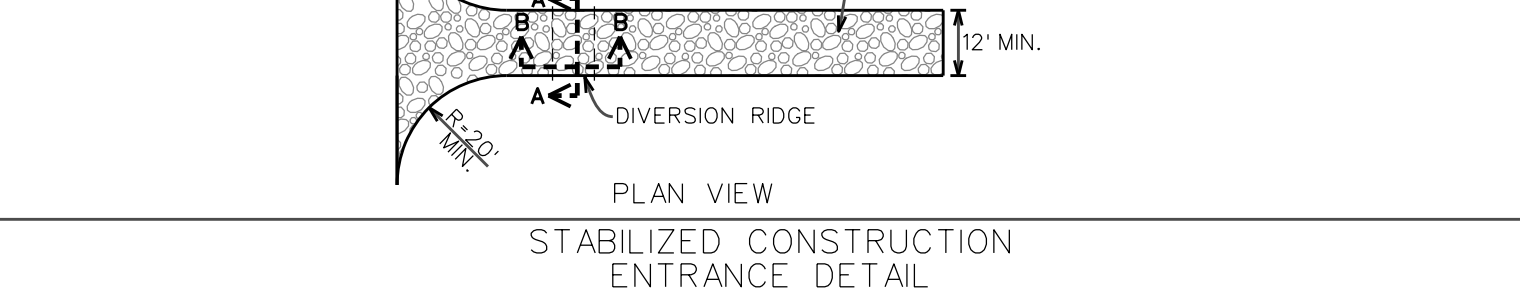 A
B B
12' MIN.
A
DIVERSION RIDGE
R=20'
MIN.
PLAN VIEW
STABILIZED CONSTRUCTION
ENTRANCE DETAIL